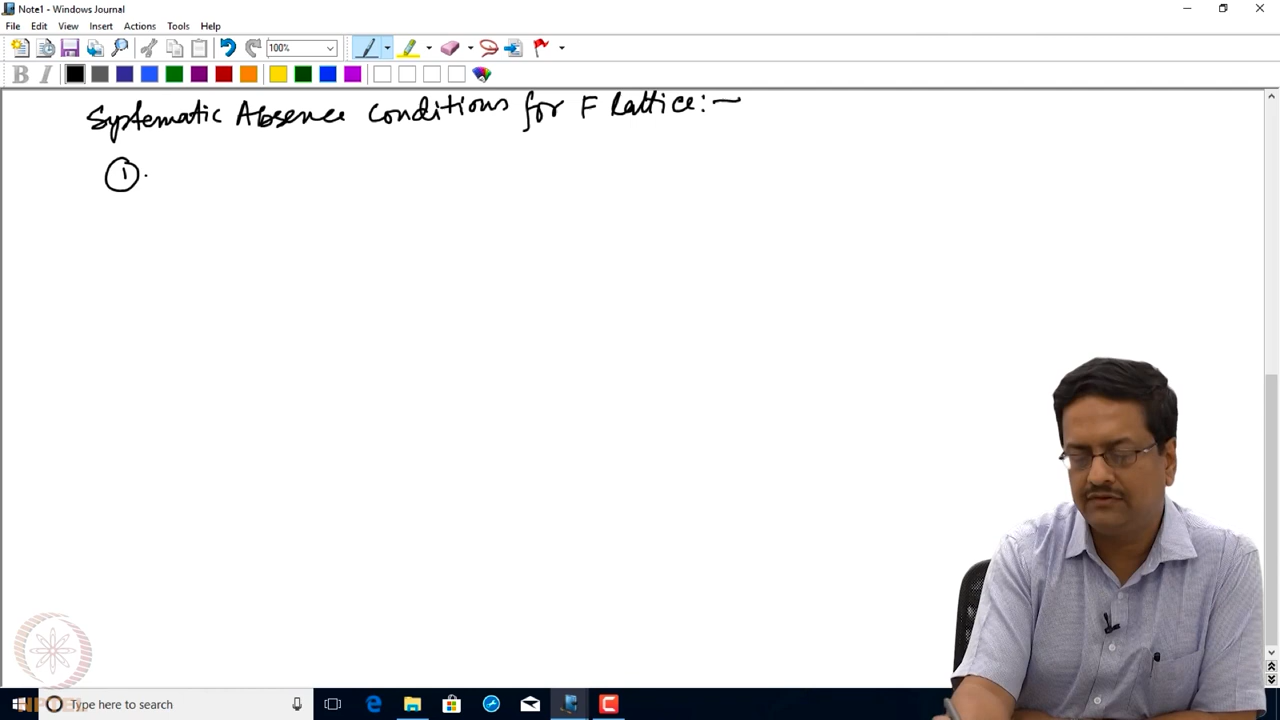 Note1 - Windows Journal
File Edit View Insert Actions Tools Help
100%
B I
Systematic Absence Conditions for F Lattice:~
①.
Type here to search